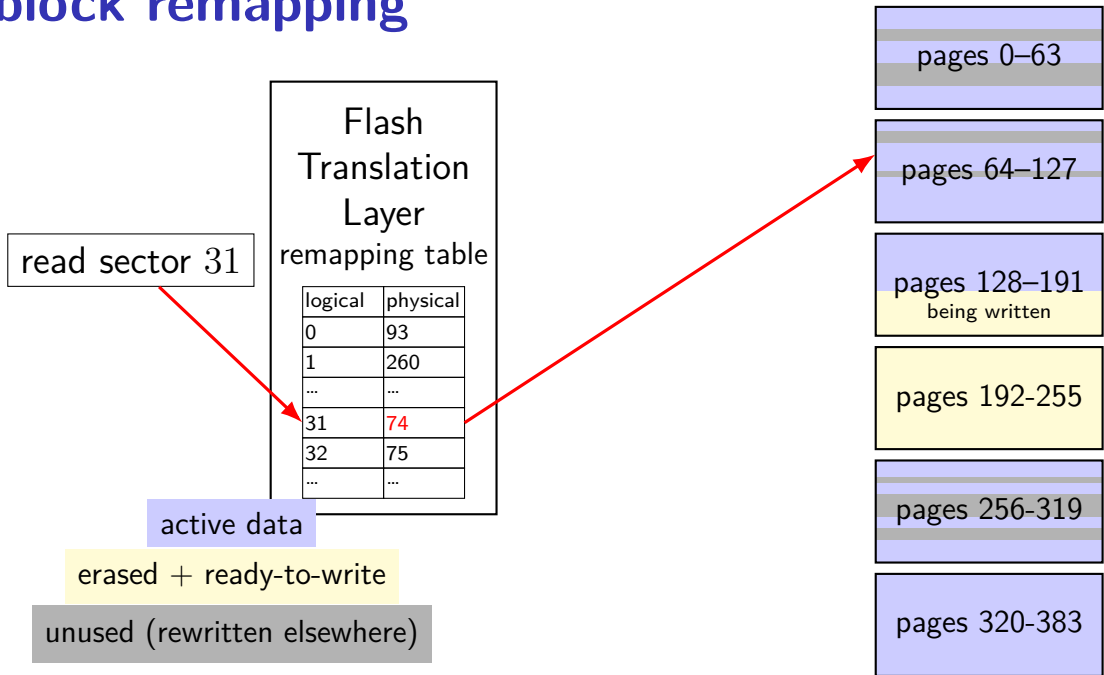 block remapping
Flash
Translation
Layer
remapping table
logical physical
0 93
1 260
... ...
31 74
32 75
... ...
read sector 31
active data
erased + ready-to-write
unused (rewritten elsewhere)
pages 0–63
pages 64–127
pages 128–191
being written
pages 192-255
pages 256-319
pages 320-383